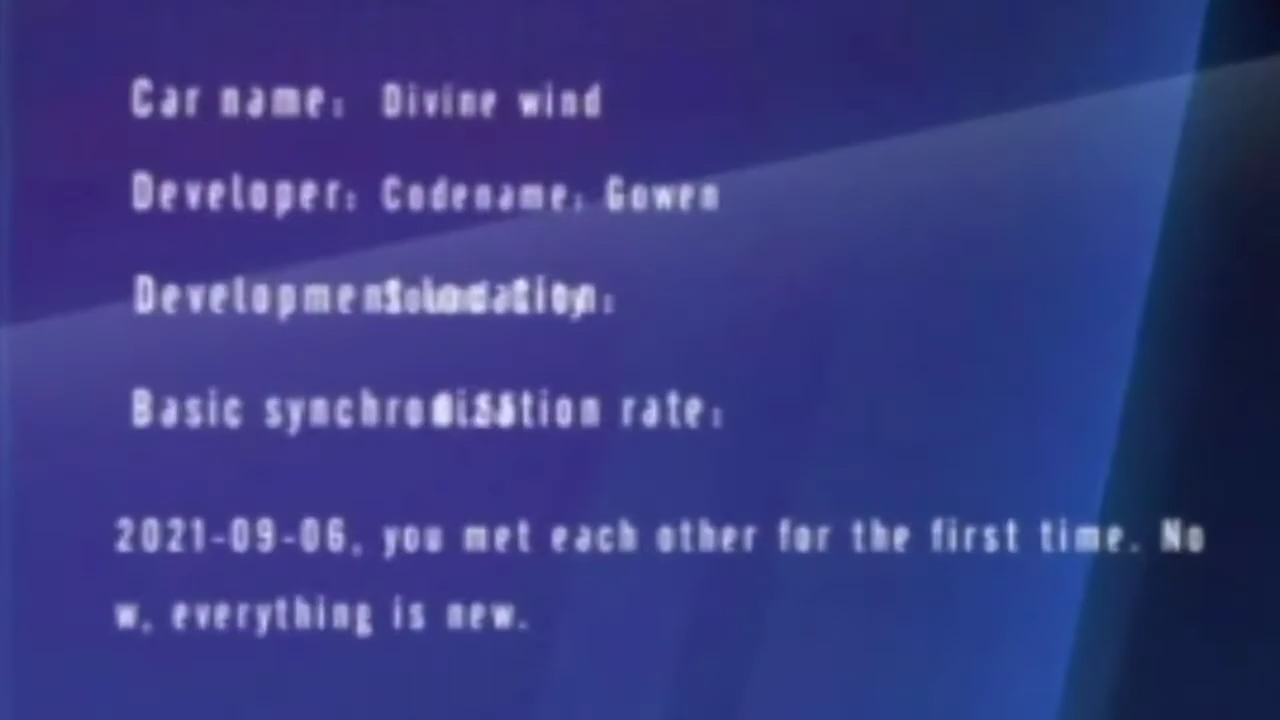 Car name: Divine wind
Developer: Codename: Gowen
Development Location:
Basic synchronization rate:
2021-09-06, you met each other for the first time. No
w, everything is new.